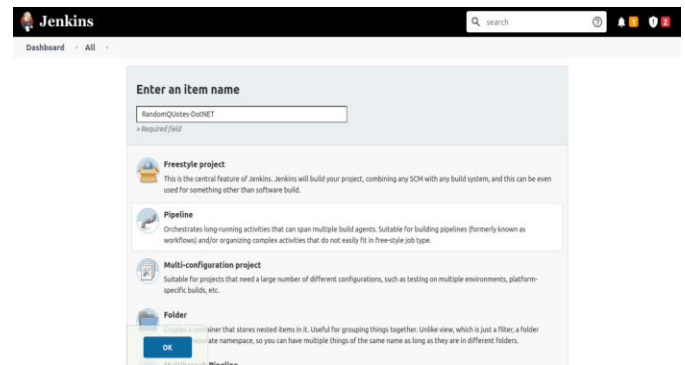 Jenkins
search
1
2
Dashboard
All
Enter an item name
RandomQUotes-DotNET
» Required field
Freestyle project
This is the central feature of Jenkins. Jenkins will build your project, combining any SCM with any build system, and this can be even
used for something other than software build.
Pipeline
Orchestrates long-running activities that can span multiple build agents. Suitable for building pipelines (formerly known as
workflows) and/or organizing complex activities that do not easily fit in free-style job type.
Multi-configuration project
Suitable for projects that need a large number of different configurations, such as testing on multiple environments, platform-
specific builds, etc.
Folder
Creates a container that stores nested items in it. Useful for grouping things together. Unlike view, which is just a filter, a folder
namespace, so you can have multiple things of the same name as long as they are in different folders.
OK